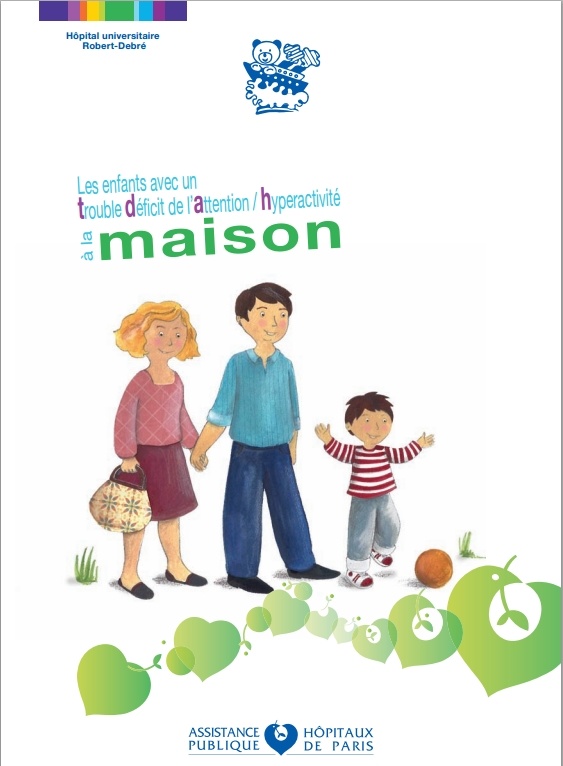 Hôpital universitaire
Robert-Debré
Les enfants avec un
trouble déficit de l'attention / hyperactivité
à la
maison
ASSISTANCE HÔPITAUX
PUBLIQUE DE PARIS